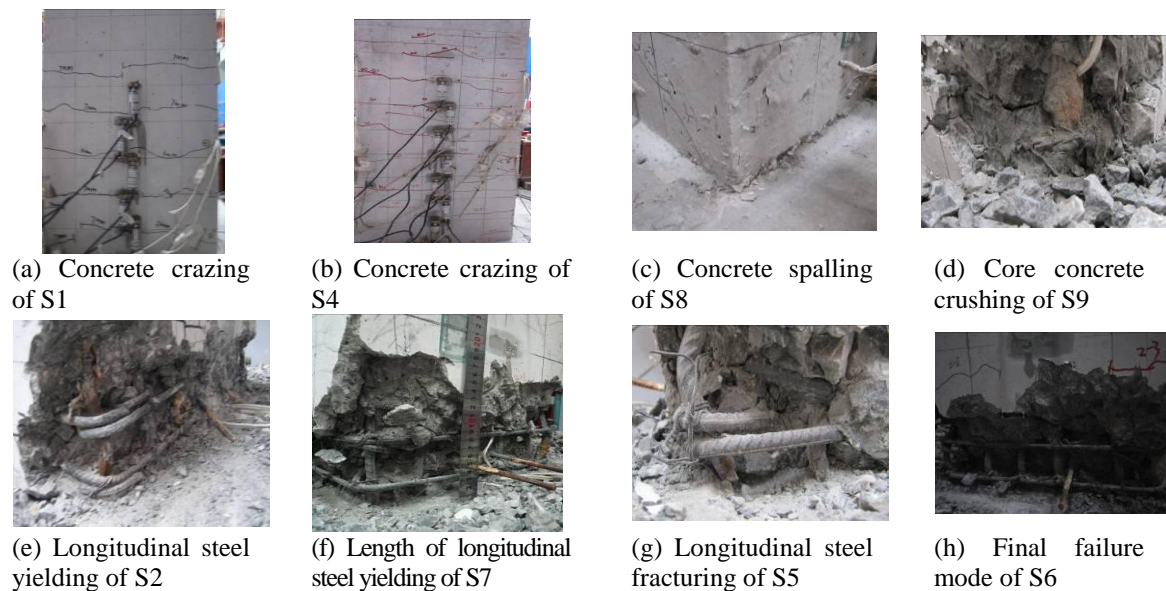 (a) Concrete crazing
of S1
(b) Concrete crazing of
S4
(c) Concrete spalling
of S8
(d) Core concrete
crushing of S9
(e) Longitudinal steel
yielding of S2
(f) Length of longitudinal
steel yielding of S7
(g) Longitudinal steel
fracturing of S5
(h) Final failure
mode of S6